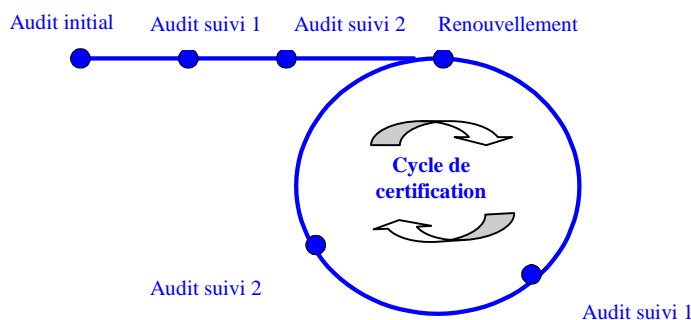 Audit initial
Audit suivi 1
Audit suivi 2
Renouvellement
Cycle de
certification
Audit suivi 2
Audit suivi 1